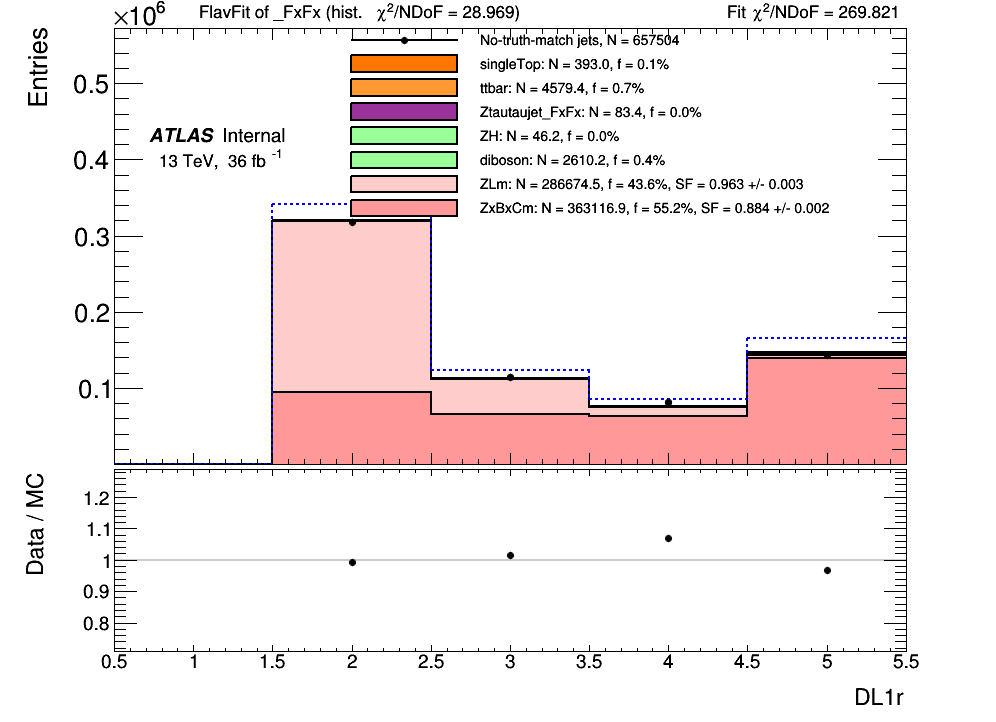 ×10⁶ FlavFit of _FxFx (hist. χ²/NDoF = 28.969) Fit χ²/NDoF = 269.821
Entries
No-truth-match jets, N = 657504
singleTop: N = 393.0, f = 0.1%
ttbar: N = 4579.4, f = 0.7%
Ztautaujet_FxFx: N = 83.4, f = 0.0%
ZH: N = 46.2, f = 0.0%
diboson: N = 2610.2, f = 0.4%
ZLm: N = 286674.5, f = 43.6%, SF = 0.963 +/- 0.003
ZxBxCm: N = 363116.9, f = 55.2%, SF = 0.884 +/- 0.002
ATLAS Internal
13 TeV, 36 fb⁻¹
0.5
0.4
0.3
0.2
0.1
Data / MC
1.2
1.1
1
0.9
0.8
0.5 1 1.5 2 2.5 3 3.5 4 4.5 5 5.5
DL1r